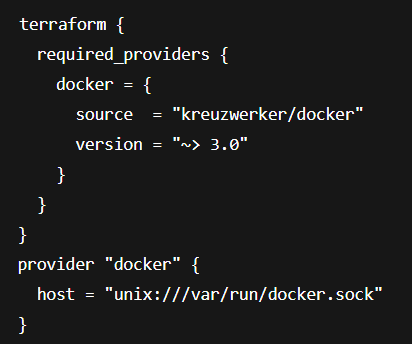 terraform {
  required_providers {
    docker = {
      source  = "kreuzwerker/docker"
      version = "~> 3.0"
    }
  }
}
provider "docker" {
  host = "unix:///var/run/docker.sock"
}